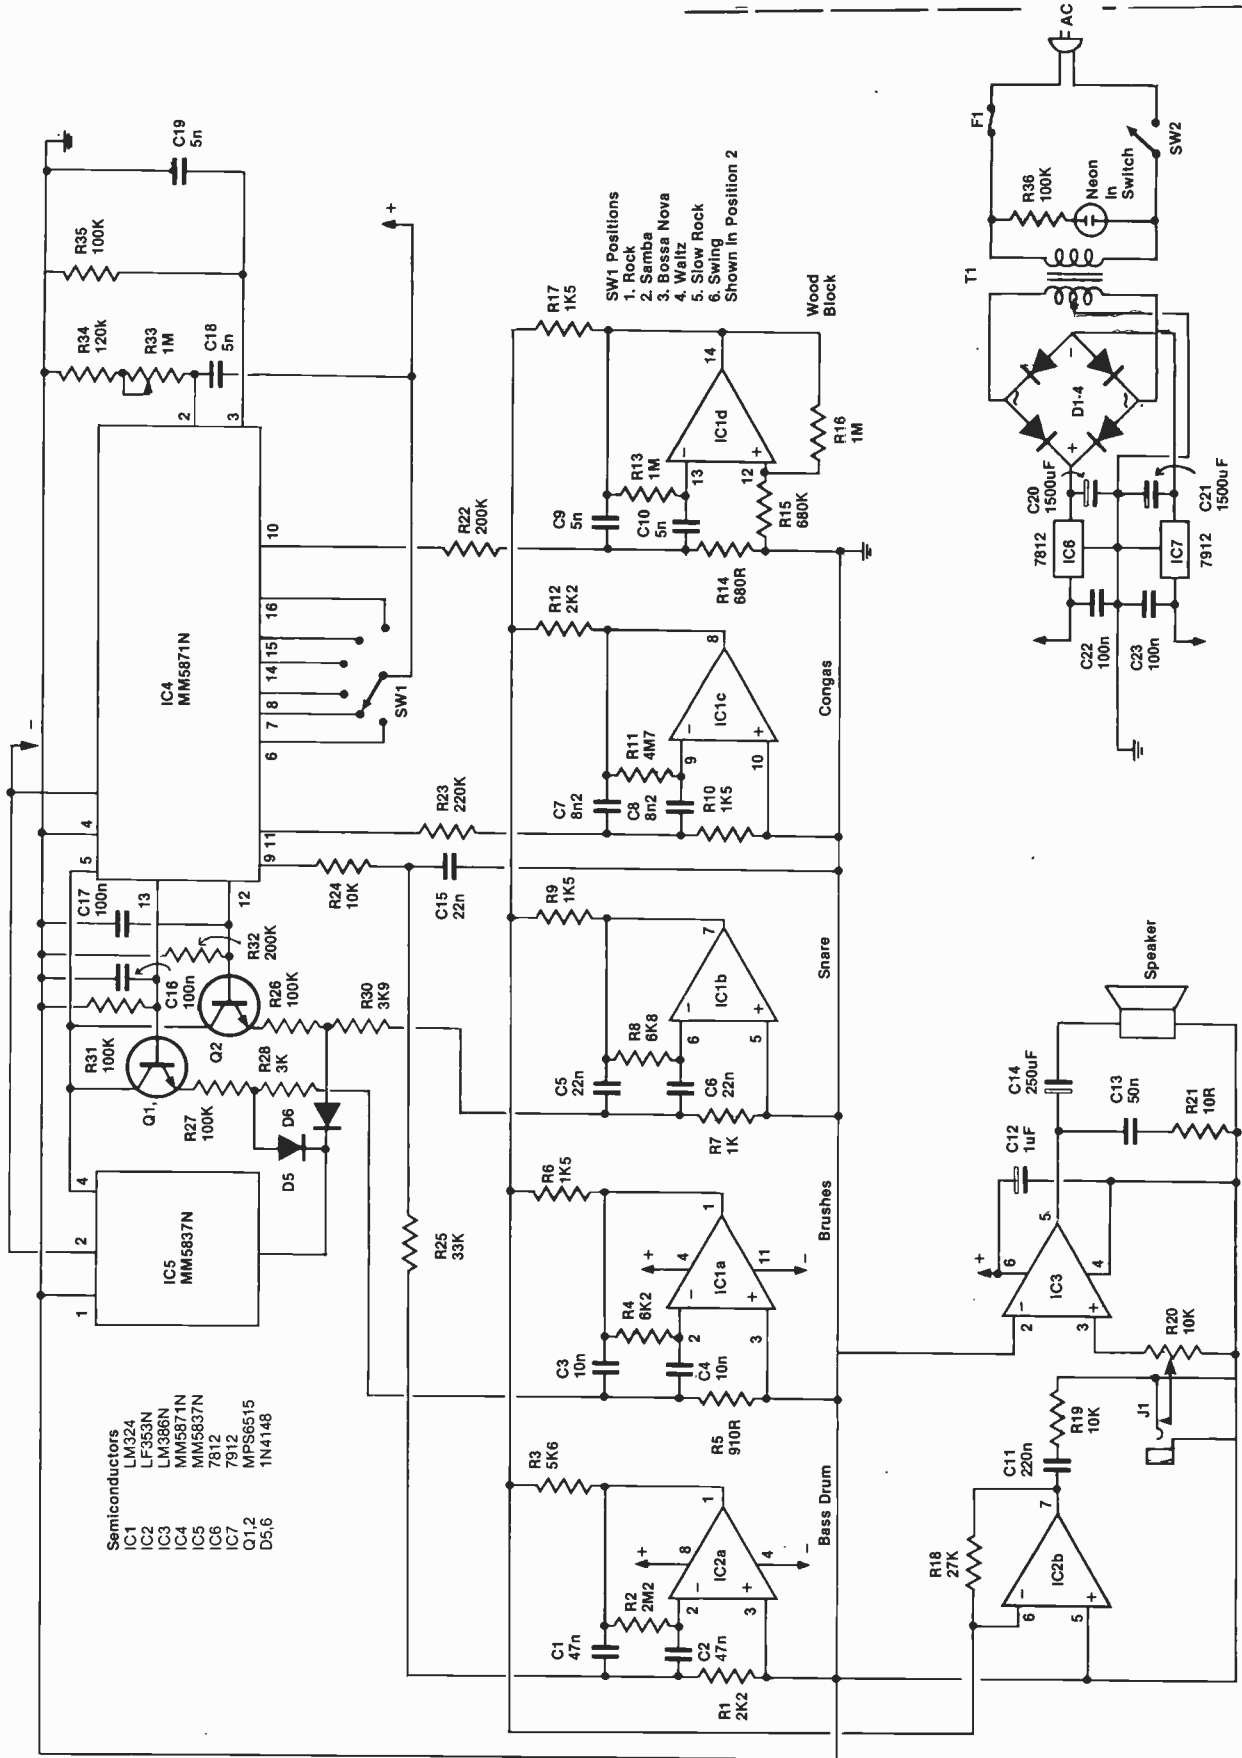 Semiconductors
IC1 LM324
IC2 LF353N
IC3 LM386N
IC4 MM5871N
IC5 MM5837N
IC6 7812
IC7 7912
Q1,2 MPS6515
D5,6 1N4148
IC5
MM5837N
1
2
4
Q1,
R31
100K
R27
100K
R28
3K
D5
D6
Q2
C16
100n
C17
100n
R32
200K
R26
100K
R30
3K9
IC4
MM5871N
5
4
13
12
9
11
6
7
8
14
15
16
10
2
3
−
SW1
+
R34
120k
R33
1M
C18
5n
R35
100K
C19
5n
R24
10K
C15
22n
R23
220K
R22
200K
R25
33K
SW1 Positions
1. Rock
2. Samba
3. Bossa Nova
4. Waltz
5. Slow Rock
6. Swing
Shown In Position 2
R3
5K6
C1
47n
R2
2M2
C2
47n
R1
2K2
IC2a
2
3
8
4
1
+
−
−
+
Bass Drum
R6
1K5
C3
10n
R4
6K2
C4
10n
R5
910R
IC1a
2
3
4
11
1
+
−
−
+
Brushes
R9
1K5
C5
22n
R8
6K8
C6
22n
R7
1K
IC1b
6
5
7
−
+
Snare
R12
2K2
C7
8n2
R11
4M7
C8
8n2
R10
1K5
IC1c
9
10
8
−
+
Congas
R17
1K5
C9
5n
R13
1M
C10
5n
R14
680R
R15
680K
R16
1M
IC1d
13
12
14
−
+
Wood
Block
R18
27K
IC2b
6
5
7
−
+
C11
220n
R19
10K
J1
R20
10K
IC3
2
3
6
4
5
−
+
+
C12
1uF
C14
250uF
C13
50n
R21
10R
Speaker
C22
100n
C23
100n
7812
IC6
IC7
7912
C20
1500uF
C21
1500uF
D1-4
+
−
~
~
T1
R36
100K
Neon
In
Switch
F1
SW2
AC